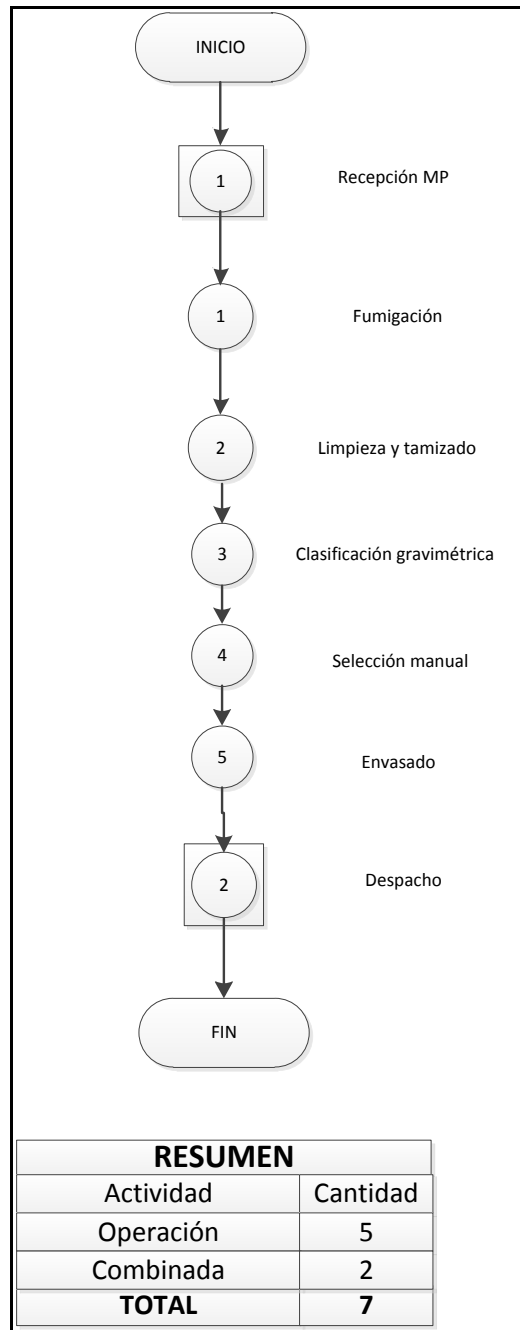 INICIO
1 Recepción MP
1 Fumigación
2 Limpieza y tamizado
3 Clasificación gravimétrica
4 Selección manual
5 Envasado
2 Despacho
FIN
RESUMEN
Actividad Cantidad
Operación 5
Combinada 2
TOTAL 7